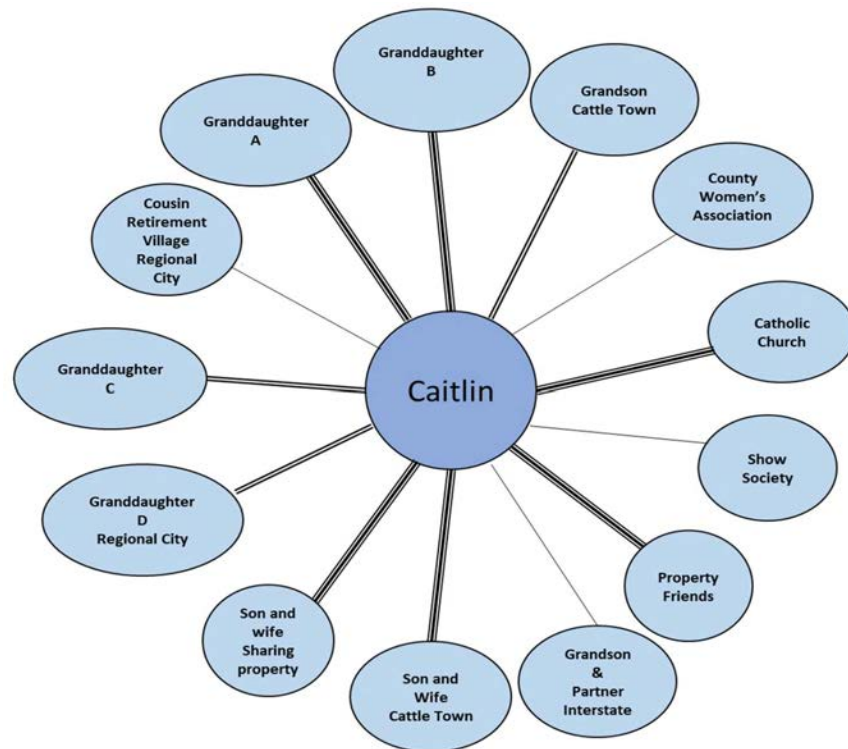 Granddaughter
B
Grandson
Cattle Town
Granddaughter
A
County
Women's
Association
Cousin
Retirement
Village
Regional
City
Catholic
Church
Granddaughter
C
Caitlin
Show
Society
Granddaughter
D
Regional City
Property
Friends
Son and
wife
Sharing
property
Grandson
&
Partner
Interstate
Son and
Wife
Cattle Town